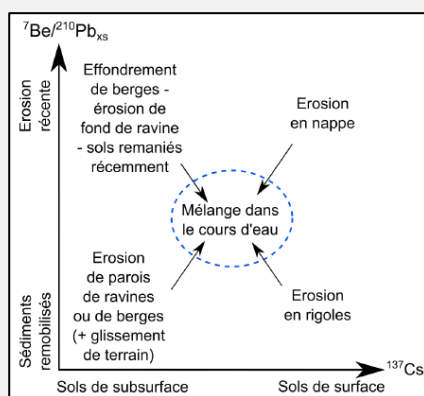 ⁷Be/²¹⁰Pbxs
Erosion
récente
Effondrement
de berges -
érosion de
fond de ravine
- sols remaniés
récemment
Erosion
en nappe
Mélange dans
le cours d'eau
Sédiments
remobilisés
Erosion
de parois
de ravines
ou de berges
(+ glissement
de terrain)
Erosion
en rigoles
¹³⁷Cs
Sols de subsurface
Sols de surface